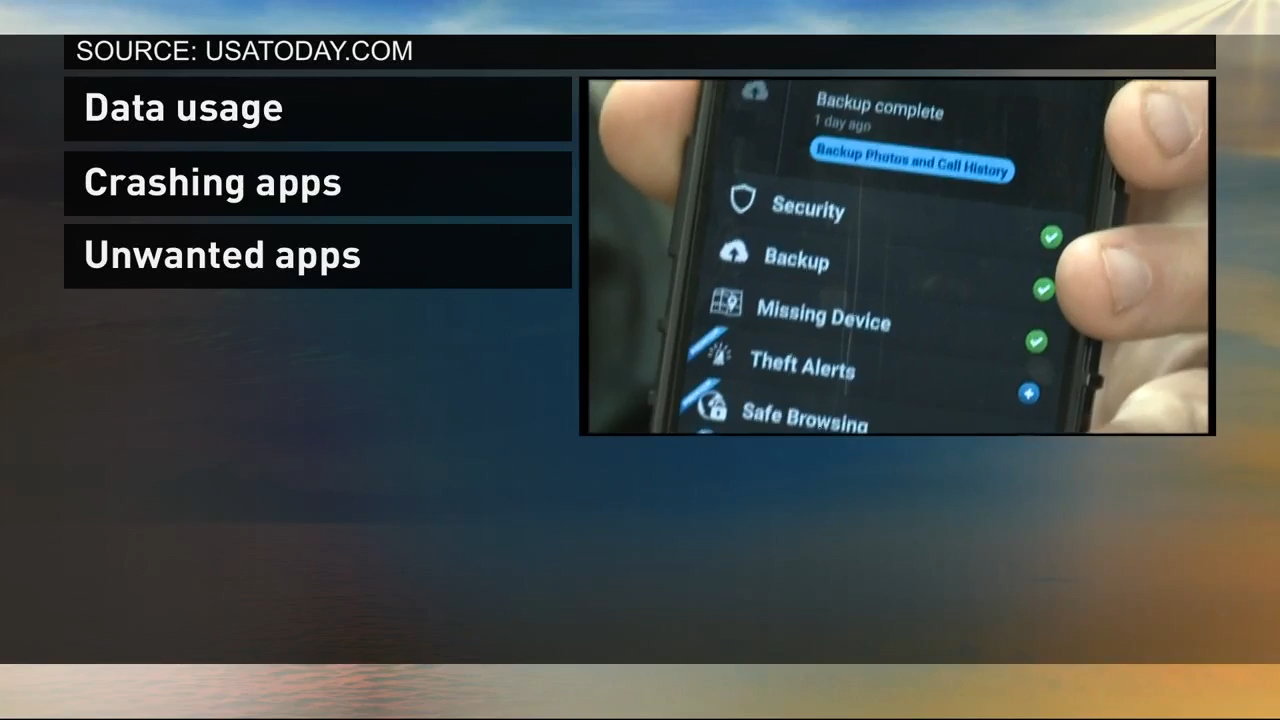 SOURCE: USATODAY.COM
Data usage
Crashing apps
Unwanted apps
Backup complete
1 day ago
Backup Photos and Call History
Security
Backup
Missing Device
Theft Alerts
Safe Browsing